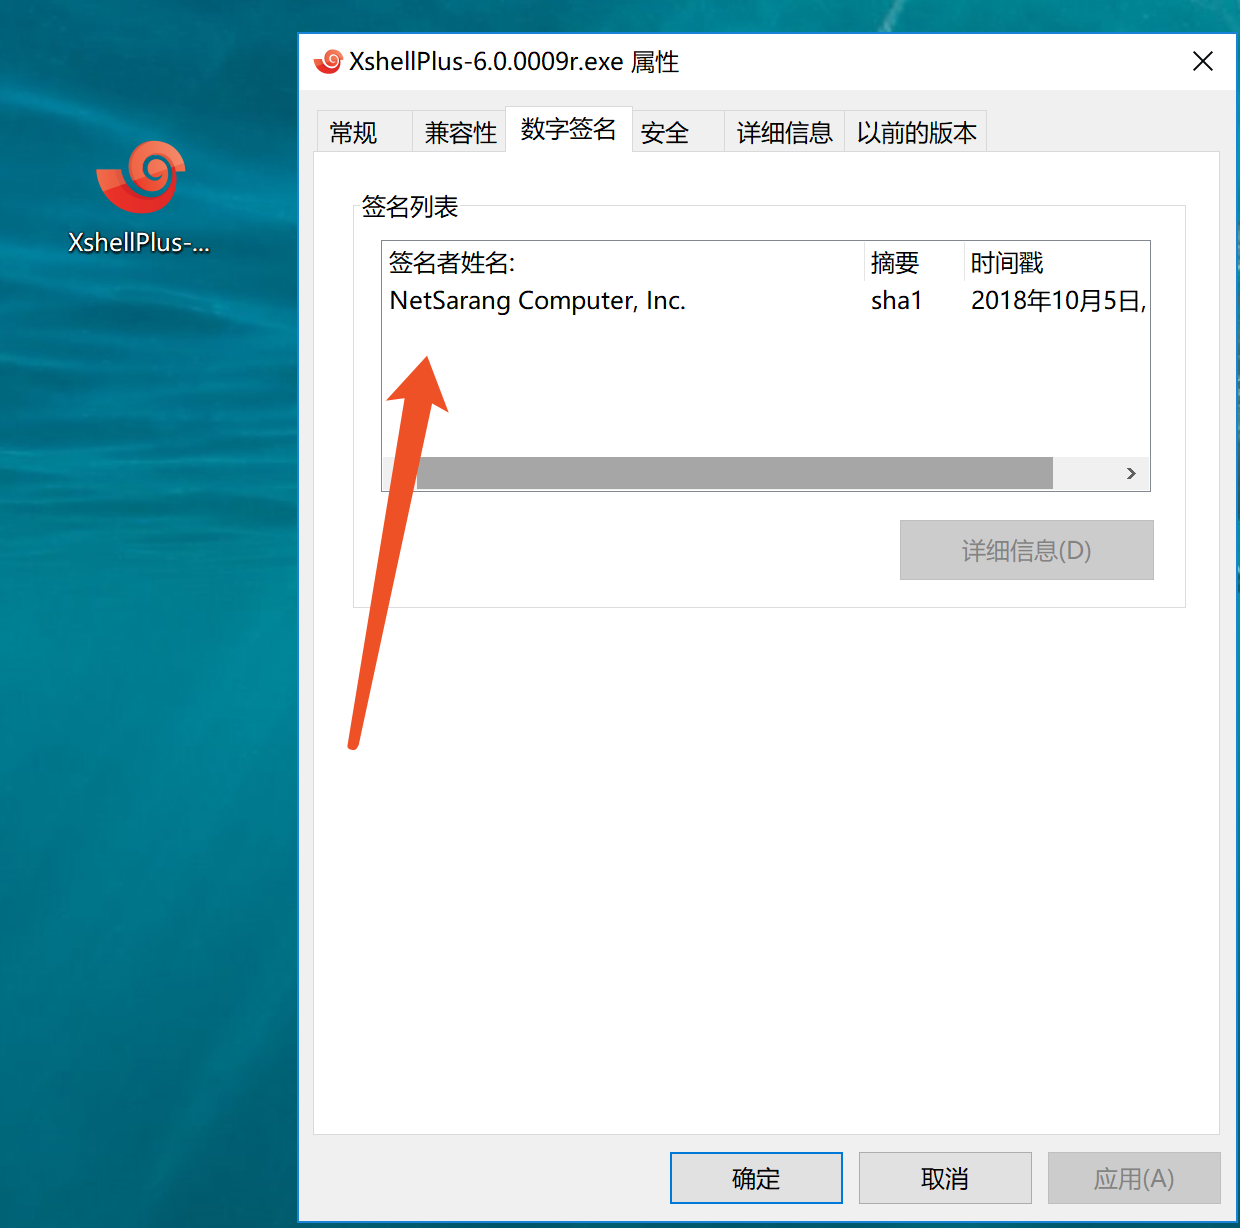 XshellPlus-6.0.0009r.exe 属性
常规 兼容性 数字签名 安全 详细信息 以前的版本
XshellPlus-...
签名列表
签名者姓名: 摘要 时间戳
NetSarang Computer, Inc. sha1 2018年10月5日,
详细信息(D)
确定 取消 应用(A)